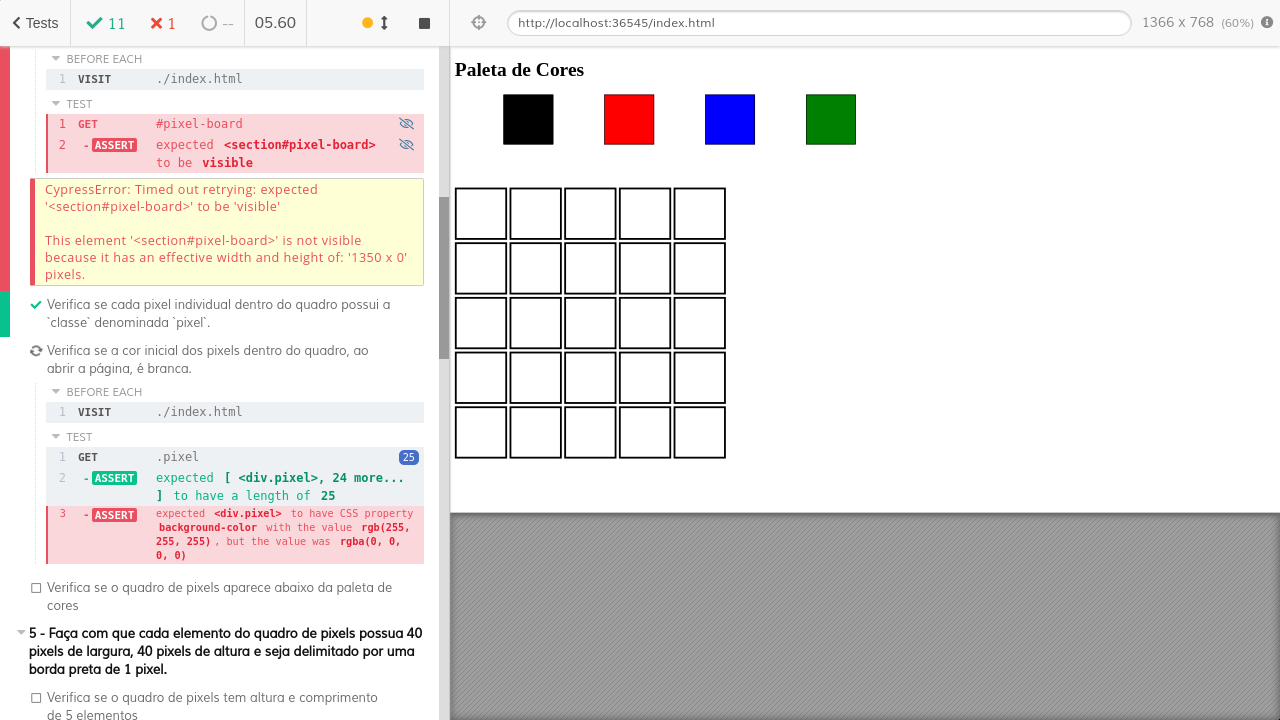 Tests 11 1 -- 05.60
http://localhost:36545/index.html 1366 x 768 (60%)
BEFORE EACH
1 VISIT ./index.html
TEST
1 GET #pixel-board
2 -ASSERT expected <section#pixel-board>
to be visible
CypressError: Timed out retrying: expected
'<section#pixel-board>' to be 'visible'
This element '<section#pixel-board>' is not visible
because it has an effective width and height of: '1350 x 0'
pixels.
Verifica se cada pixel individual dentro do quadro possui a
`classe` denominada `pixel`.
Verifica se a cor inicial dos pixels dentro do quadro, ao
abrir a página, é branca.
BEFORE EACH
1 VISIT ./index.html
TEST
1 GET .pixel 25
2 -ASSERT expected [ <div.pixel>, 24 more...
] to have a length of 25
3 -ASSERT expected <div.pixel> to have CSS property
background-color with the value rgb(255,
255, 255) , but the value was rgba(0, 0,
0, 0)
Verifica se o quadro de pixels aparece abaixo da paleta de
cores
5 - Faça com que cada elemento do quadro de pixels possua 40
pixels de largura, 40 pixels de altura e seja delimitado por uma
borda preta de 1 pixel.
Verifica se o quadro de pixels tem altura e comprimento
de 5 elementos
Paleta de Cores